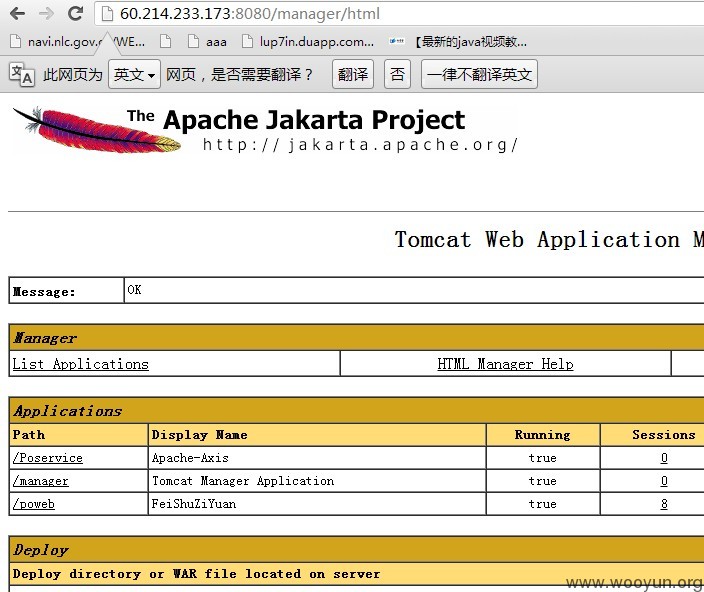 60.214.233.173:8080/manager/html
navi.nlc.gov.c/WE... aaa lup7in.duapp.com... 【最新的java视频教...
此网页为 英文 网页，是否需要翻译？ 翻译 否 一律不翻译英文
The Apache Jakarta Project
http://jakarta.apache.org/
Tomcat Web Application M
Message: OK
Manager
List Applications HTML Manager Help
Applications
Path Display Name Running Sessions
/Poservice Apache-Axis true 0
/manager Tomcat Manager Application true 0
/poweb FeiShuZiYuan true 8
Deploy
Deploy directory or WAR file located on server
www.wooyun.org